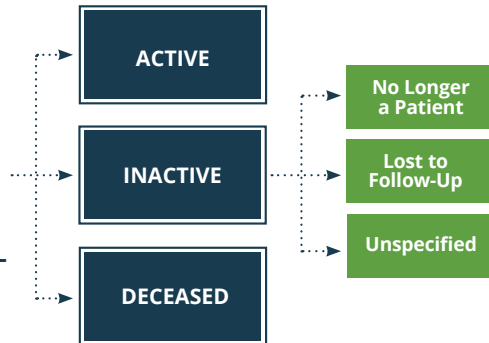 ACTIVE
INACTIVE
DECEASED
No Longer
a Patient
Lost to
Follow-Up
Unspecified